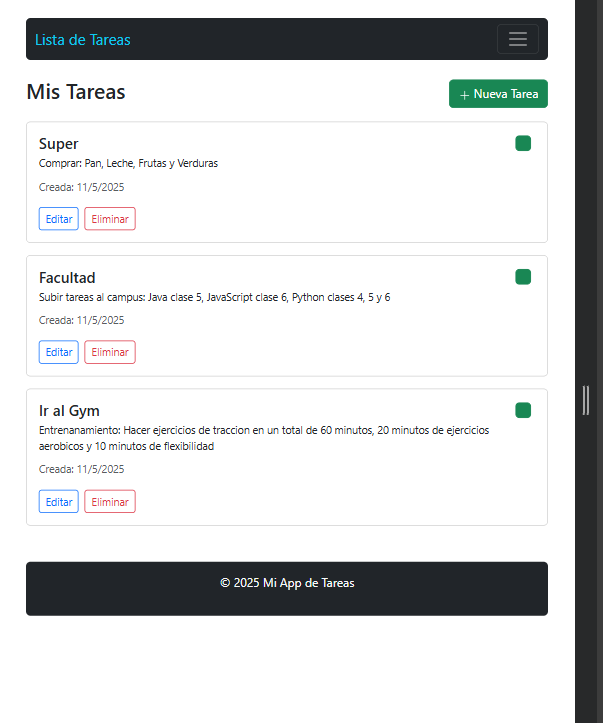 Lista de Tareas
Mis Tareas
+ Nueva Tarea
Super
Comprar: Pan, Leche, Frutas y Verduras
Creada: 11/5/2025
Editar Eliminar
Facultad
Subir tareas al campus: Java clase 5, JavaScript clase 6, Python clases 4, 5 y 6
Creada: 11/5/2025
Editar Eliminar
Ir al Gym
Entrenanamiento: Hacer ejercicios de traccion en un total de 60 minutos, 20 minutos de ejercicios
aerobicos y 10 minutos de flexibilidad
Creada: 11/5/2025
Editar Eliminar
© 2025 Mi App de Tareas